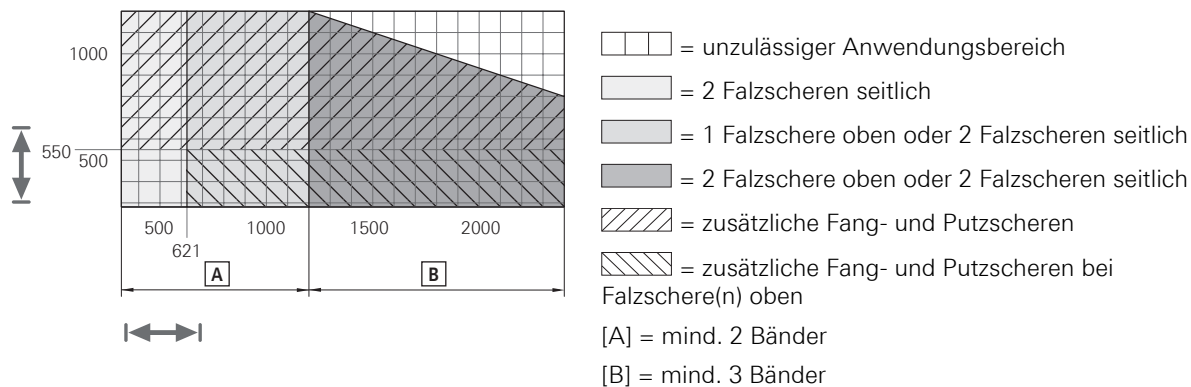 1000
550
500
500
621
1000
1500
2000
A
B
= unzulässiger Anwendungsbereich
= 2 Falzscheren seitlich
= 1 Falzschere oben oder 2 Falzscheren seitlich
= 2 Falzschere oben oder 2 Falzscheren seitlich
= zusätzliche Fang- und Putzscheren
= zusätzliche Fang- und Putzscheren bei
Falzschere(n) oben
[A] = mind. 2 Bänder
[B] = mind. 3 Bänder